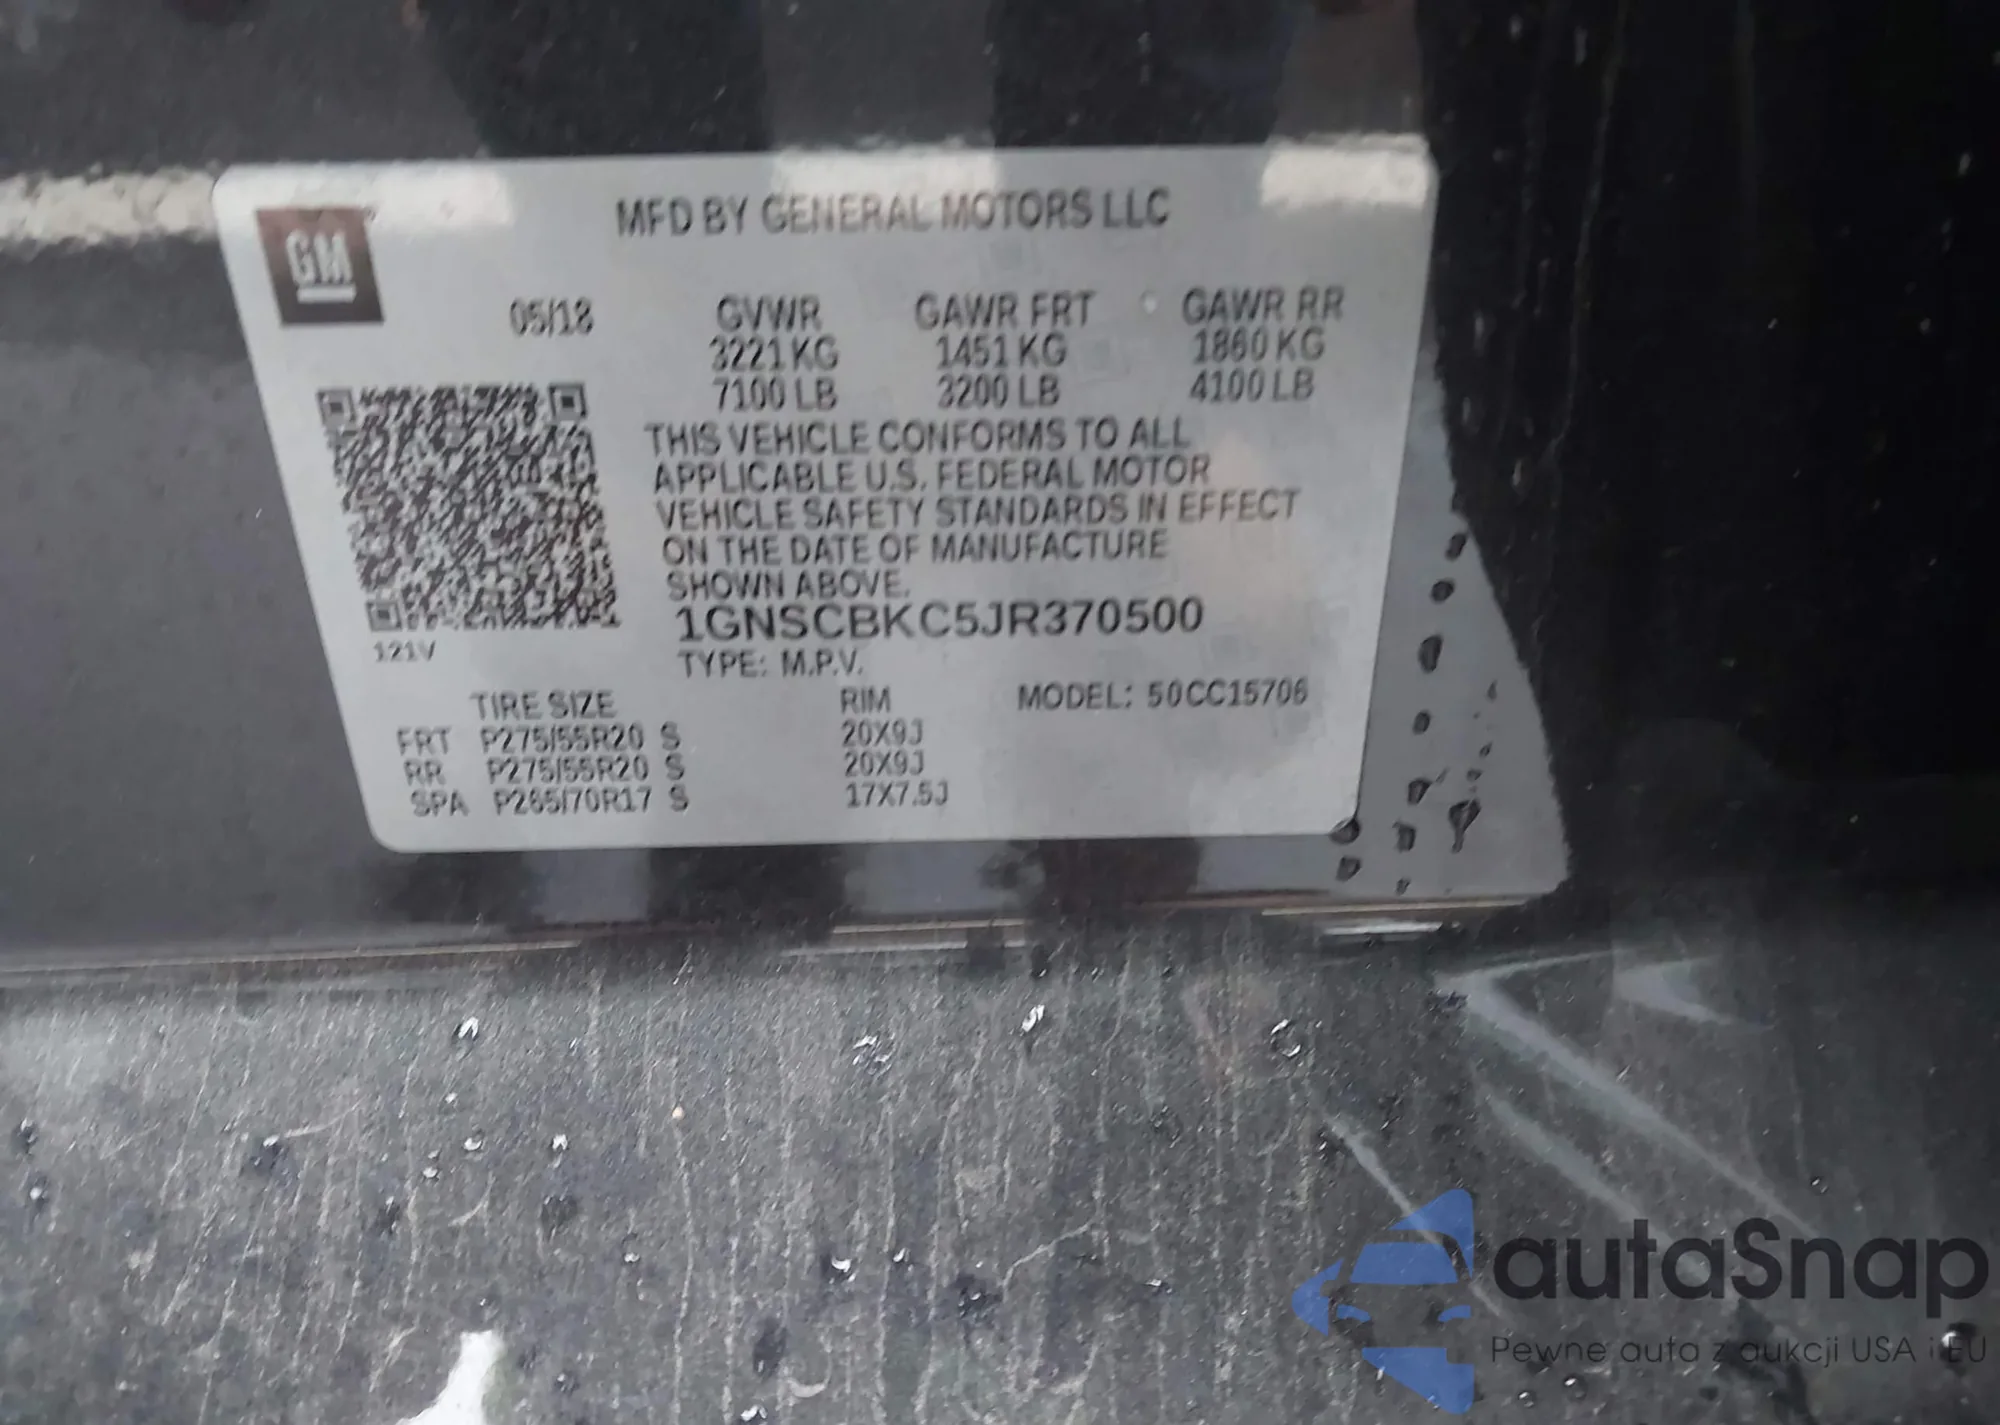 MFD BY GENERAL MOTORS LLC
GM
05/18 GVWR GAWR FRT GAWR RR
3221 KG 1451 KG 1860 KG
7100 LB 3200 LB 4100 LB
THIS VEHICLE CONFORMS TO ALL
APPLICABLE U.S. FEDERAL MOTOR
VEHICLE SAFETY STANDARDS IN EFFECT
ON THE DATE OF MANUFACTURE
SHOWN ABOVE.
1GNSCBKC5JR370500
121V
TYPE: M.P.V.
TIRE SIZE RIM MODEL: 50CC15706
FRT P275/55R20 S 20X9J
RR P275/55R20 S 20X9J
SPA P265/70R17 S 17X7.5J
autaSnap
Pewne auta z aukcji USA i EU